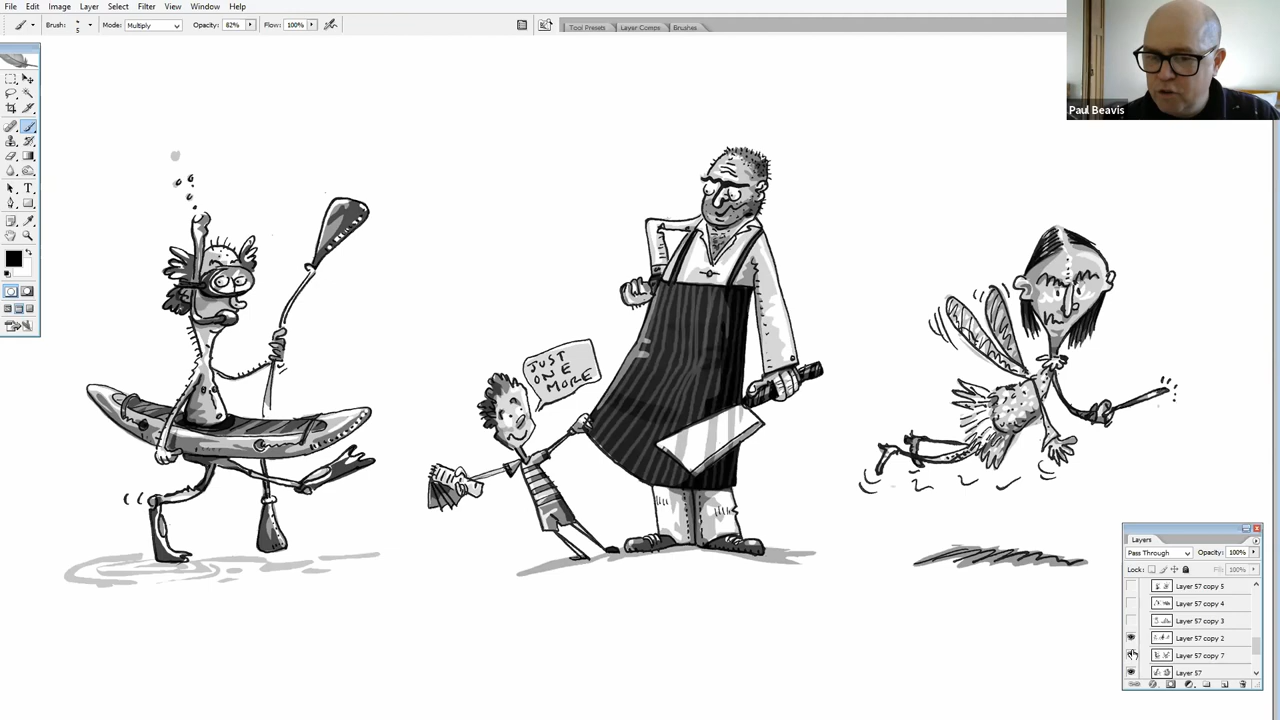 File Edit Image Layer Select Filter View Window Help
Brush: 5 Mode: Multiply Opacity: 82% Flow: 100%
Tool Presets Layer Comps Brushes
Paul Beavis
JUST
ONE
MORE
Layers
Pass Through Opacity: 100%
Lock: Fill: 100%
Layer 57 copy 5
Layer 57 copy 4
Layer 57 copy 3
Layer 57 copy 2
Layer 57 copy 7
Layer 57